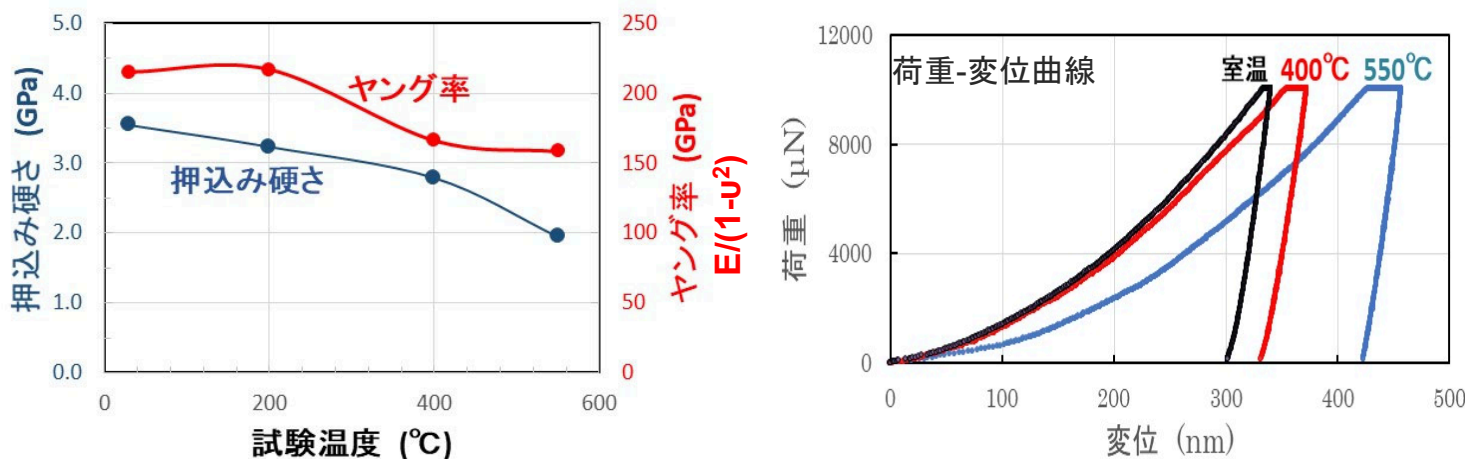 押込み硬さ (GPa)
5.0
4.0
3.0
2.0
1.0
0.0
ヤング率
押込み硬さ
250
200
150
100
50
0
ヤング率 (GPa)
E/(1-υ²)
0
200
400
600
試験温度 (℃)
荷重 (μN)
12000
8000
4000
0
荷重-変位曲線
室温 400℃ 550℃
0
100
200
300
400
500
変位 (nm)